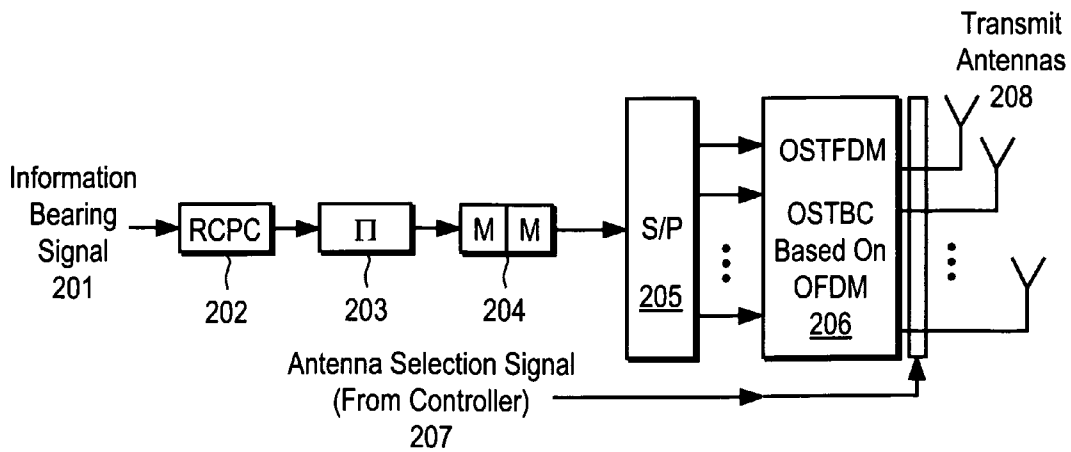 Information
Bearing
Signal
201
RCPC
202
Π
203
M M
204
S/P
205
OSTFDM
OSTBC
Based On
OFDM
206
Transmit
Antennas
208
Antenna Selection Signal
(From Controller)
207